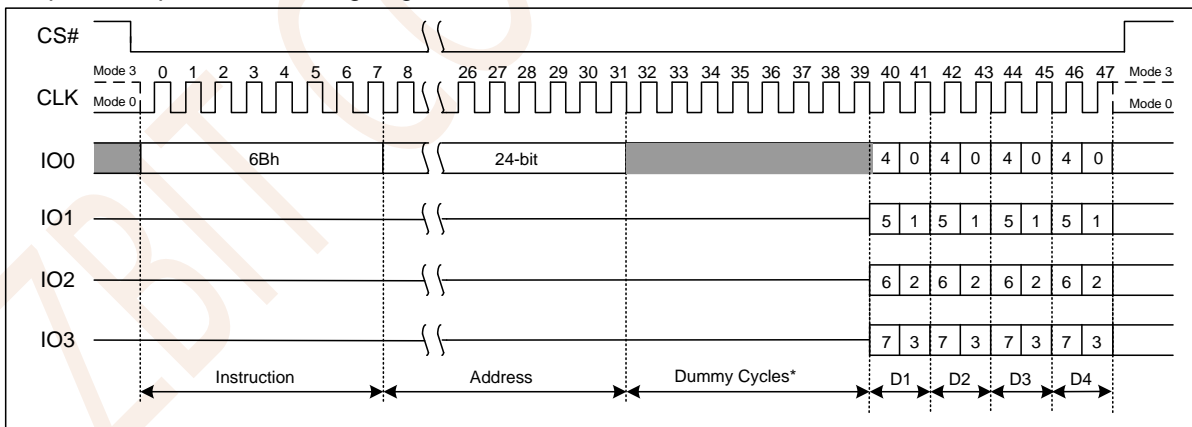 CS#
Mode 3 0 1 2 3 4 5 6 7 8 26 27 28 29 30 31 32 33 34 35 36 37 38 39 40 41 42 43 44 45 46 47 Mode 3
CLK
Mode 0 Mode 0
IO0 6Bh 24-bit 4 0 4 0 4 0 4 0
IO1 5 1 5 1 5 1 5 1
IO2 6 2 6 2 6 2 6 2
IO3 7 3 7 3 7 3 7 3
Instruction Address Dummy Cycles* D1 D2 D3 D4